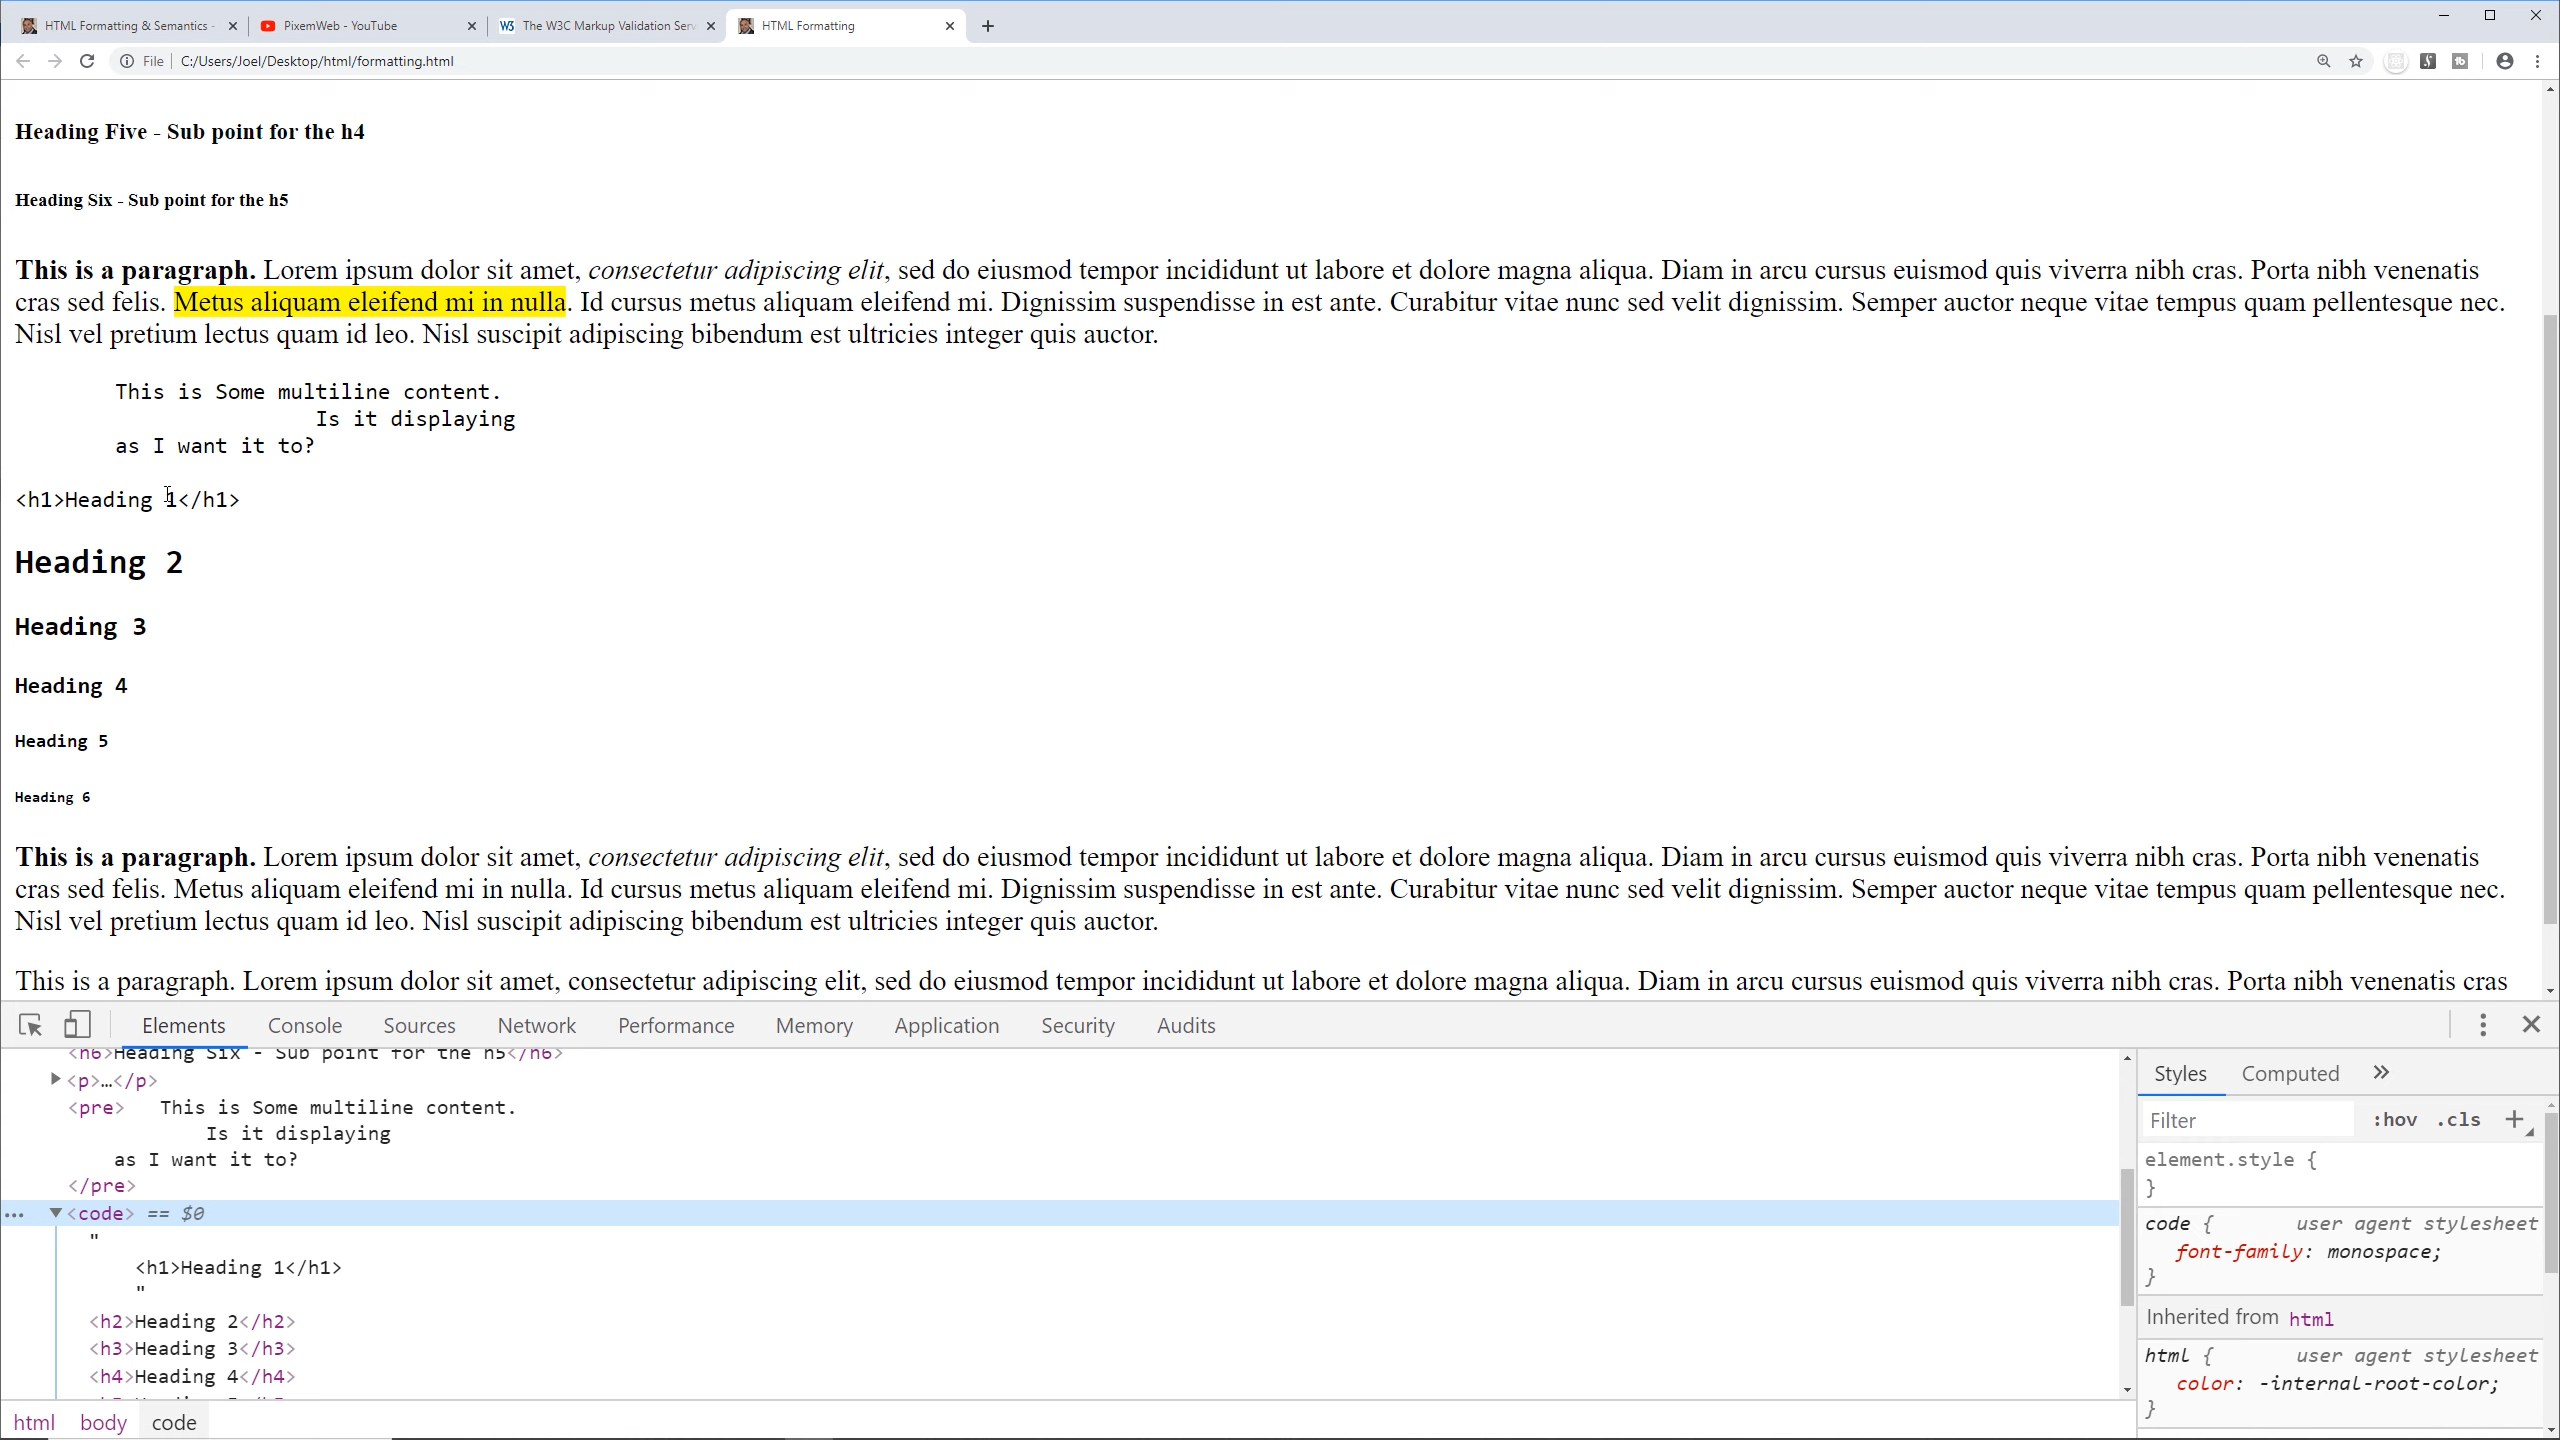 HTML Formatting & Semantics -
PixemWeb - YouTube
The W3C Markup Validation Serv
HTML Formatting
File
C:/Users/Joel/Desktop/html/formatting.html
Heading Five - Sub point for the h4
Heading Six - Sub point for the h5
This is a paragraph. Lorem ipsum dolor sit amet, consectetur adipiscing elit, sed do eiusmod tempor incididunt ut labore et dolore magna aliqua. Diam in arcu cursus euismod quis viverra nibh cras. Porta nibh venenatis
cras sed felis. Metus aliquam eleifend mi in nulla. Id cursus metus aliquam eleifend mi. Dignissim suspendisse in est ante. Curabitur vitae nunc sed velit dignissim. Semper auctor neque vitae tempus quam pellentesque nec.
Nisl vel pretium lectus quam id leo. Nisl suscipit adipiscing bibendum est ultricies integer quis auctor.
This is Some multiline content.
Is it displaying
as I want it to?
<h1>Heading 1</h1>
Heading 2
Heading 3
Heading 4
Heading 5
Heading 6
This is a paragraph. Lorem ipsum dolor sit amet, consectetur adipiscing elit, sed do eiusmod tempor incididunt ut labore et dolore magna aliqua. Diam in arcu cursus euismod quis viverra nibh cras. Porta nibh venenatis
cras sed felis. Metus aliquam eleifend mi in nulla. Id cursus metus aliquam eleifend mi. Dignissim suspendisse in est ante. Curabitur vitae nunc sed velit dignissim. Semper auctor neque vitae tempus quam pellentesque nec.
Nisl vel pretium lectus quam id leo. Nisl suscipit adipiscing bibendum est ultricies integer quis auctor.
This is a paragraph. Lorem ipsum dolor sit amet, consectetur adipiscing elit, sed do eiusmod tempor incididunt ut labore et dolore magna aliqua. Diam in arcu cursus euismod quis viverra nibh cras. Porta nibh venenatis cras
Elements Console Sources Network Performance Memory Application Security Audits
<h6>Heading Six - Sub point for the h5</h6>
<p>…</p>
<pre> This is Some multiline content.
Is it displaying
as I want it to?
</pre>
... <code> == $0
"
<h1>Heading 1</h1>
"
<h2>Heading 2</h2>
<h3>Heading 3</h3>
<h4>Heading 4</h4>
html body code
Styles Computed »
Filter :hov .cls +
element.style {
}
code { user agent stylesheet
font-family: monospace;
}
Inherited from html
html { user agent stylesheet
color: -internal-root-color;
}